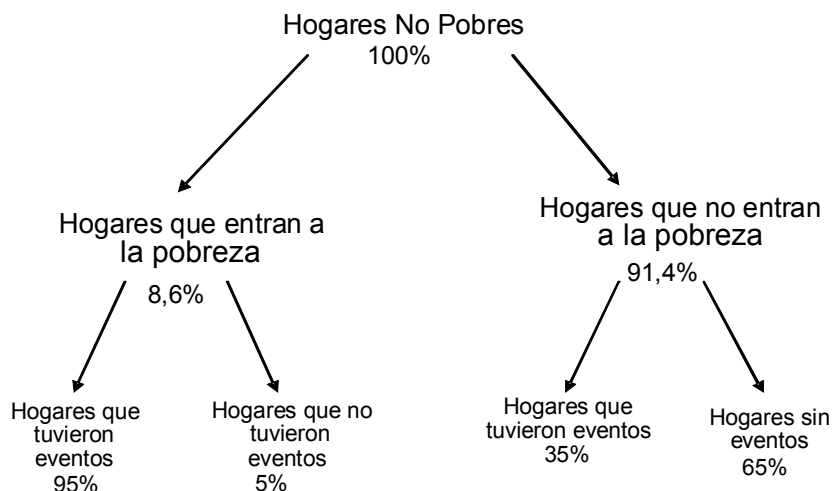 Hogares No Pobres
100%
Hogares que entran a
la pobreza
8,6%
Hogares que no entran
a la pobreza
91,4%
Hogares que
tuvieron
eventos
95%
Hogares que no
tuvieron
eventos
5%
Hogares que
tuvieron eventos
35%
Hogares sin
eventos
65%